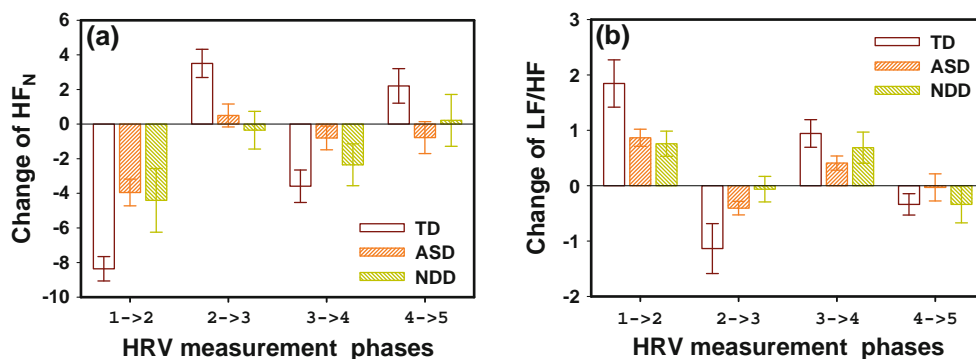 (a)
Change of HF_N
6
4
2
0
-2
-4
-6
-8
-10
TD
ASD
NDD
1->2 2->3 3->4 4->5
HRV measurement phases
(b)
Change of LF/HF
3
2
1
0
-1
-2
TD
ASD
NDD
1->2 2->3 3->4 4->5
HRV measurement phases